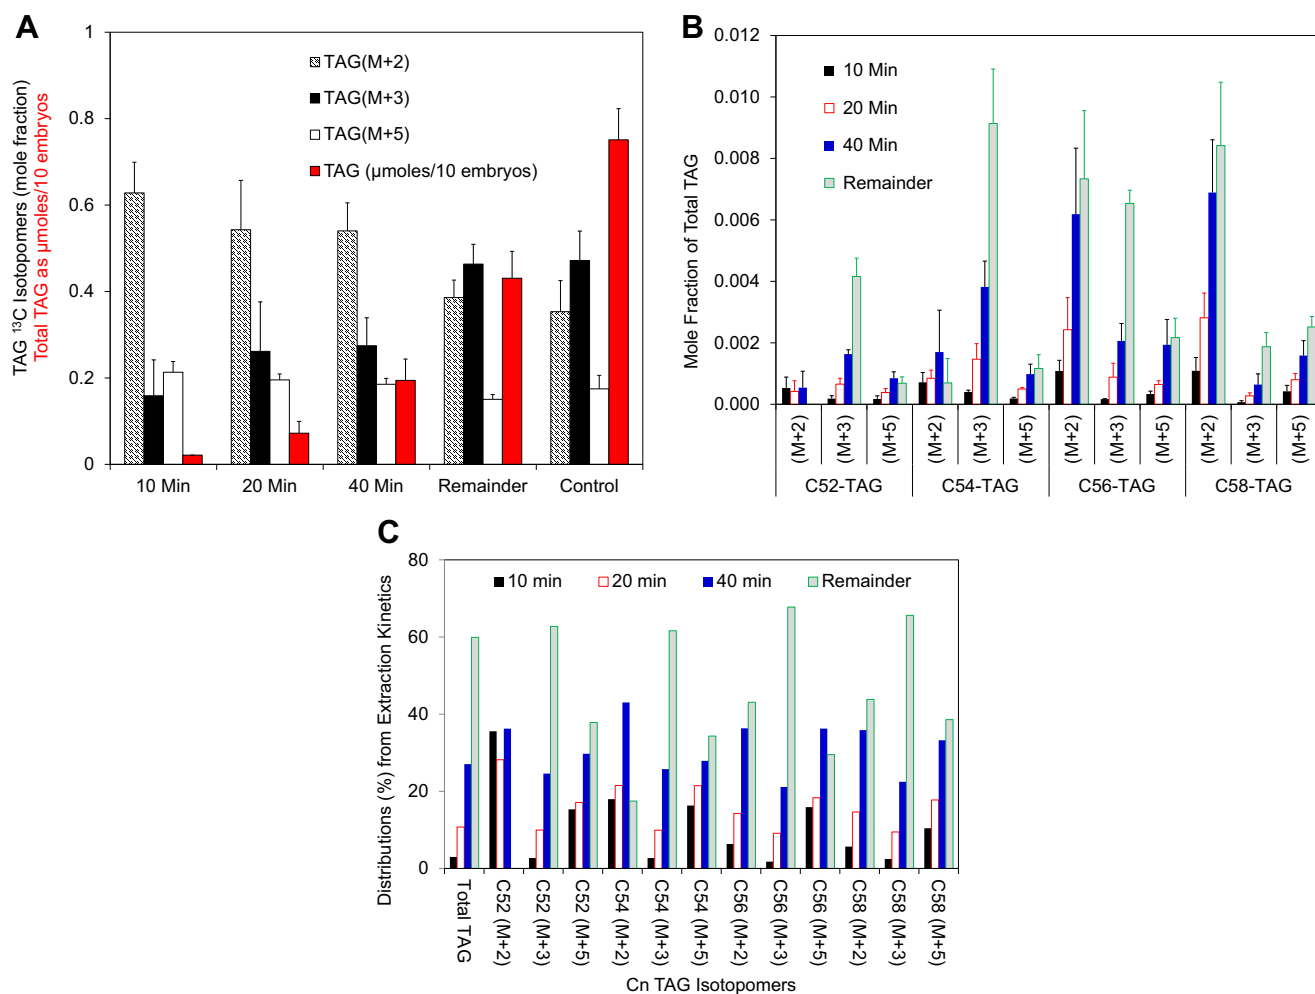 A
TAG ¹³C Isotopomers (mole fraction)
Total TAG as μmoles/10 embryos
1
0.8
0.6
0.4
0.2
0
TAG(M+2)
TAG(M+3)
TAG(M+5)
TAG (μmoles/10 embryos)
10 Min
20 Min
40 Min
Remainder
Control
B
Mole Fraction of Total TAG
0.012
0.010
0.008
0.006
0.004
0.002
0.000
10 Min
20 Min
40 Min
Remainder
(M+2)
(M+3)
(M+5)
(M+2)
(M+3)
(M+5)
(M+2)
(M+3)
(M+5)
(M+2)
(M+3)
(M+5)
C52-TAG
C54-TAG
C56-TAG
C58-TAG
C
Distributions (%) from Extraction Kinetics
80
60
40
20
0
10 min
20 min
40 min
Remainder
Total TAG
C52 (M+2)
C52 (M+3)
C52 (M+5)
C54 (M+2)
C54 (M+3)
C54 (M+5)
C56 (M+2)
C56 (M+3)
C56 (M+5)
C58 (M+2)
C58 (M+3)
C58 (M+5)
Cn TAG Isotopomers